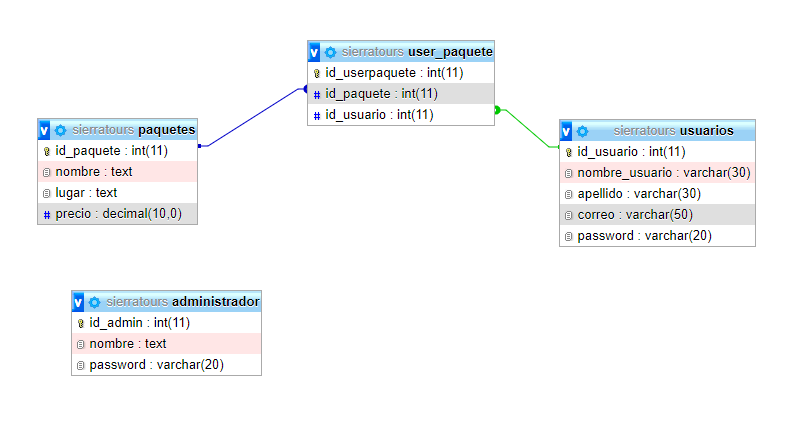 v sierratours user_paquete
id_userpaquete : int(11)
# id_paquete : int(11)
# id_usuario : int(11)
v sierratours paquetes
id_paquete : int(11)
nombre : text
lugar : text
# precio : decimal(10,0)
v sierratours usuarios
id_usuario : int(11)
nombre_usuario : varchar(30)
apellido : varchar(30)
correo : varchar(50)
password : varchar(20)
v sierratours administrador
id_admin : int(11)
nombre : text
password : varchar(20)